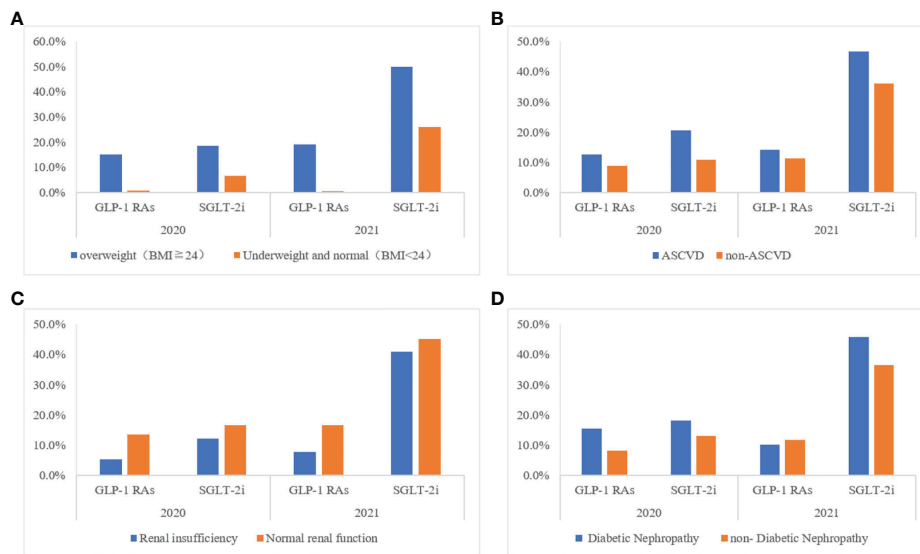 A
60.0%
50.0%
40.0%
30.0%
20.0%
10.0%
0.0%
GLP-1 RAs SGLT-2i GLP-1 RAs SGLT-2i
2020 2021
overweight（BMI≧24） Underweight and normal（BMI<24）
B
50.0%
40.0%
30.0%
20.0%
10.0%
0.0%
GLP-1 RAs SGLT-2i GLP-1 RAs SGLT-2i
2020 2021
ASCVD non-ASCVD
C
50.0%
40.0%
30.0%
20.0%
10.0%
0.0%
GLP-1 RAs SGLT-2i GLP-1 RAs SGLT-2i
2020 2021
Renal insufficiency Normal renal function
D
50.0%
40.0%
30.0%
20.0%
10.0%
0.0%
GLP-1 RAs SGLT-2i GLP-1 RAs SGLT-2i
2020 2021
Diabetic Nephropathy non- Diabetic Nephropathy